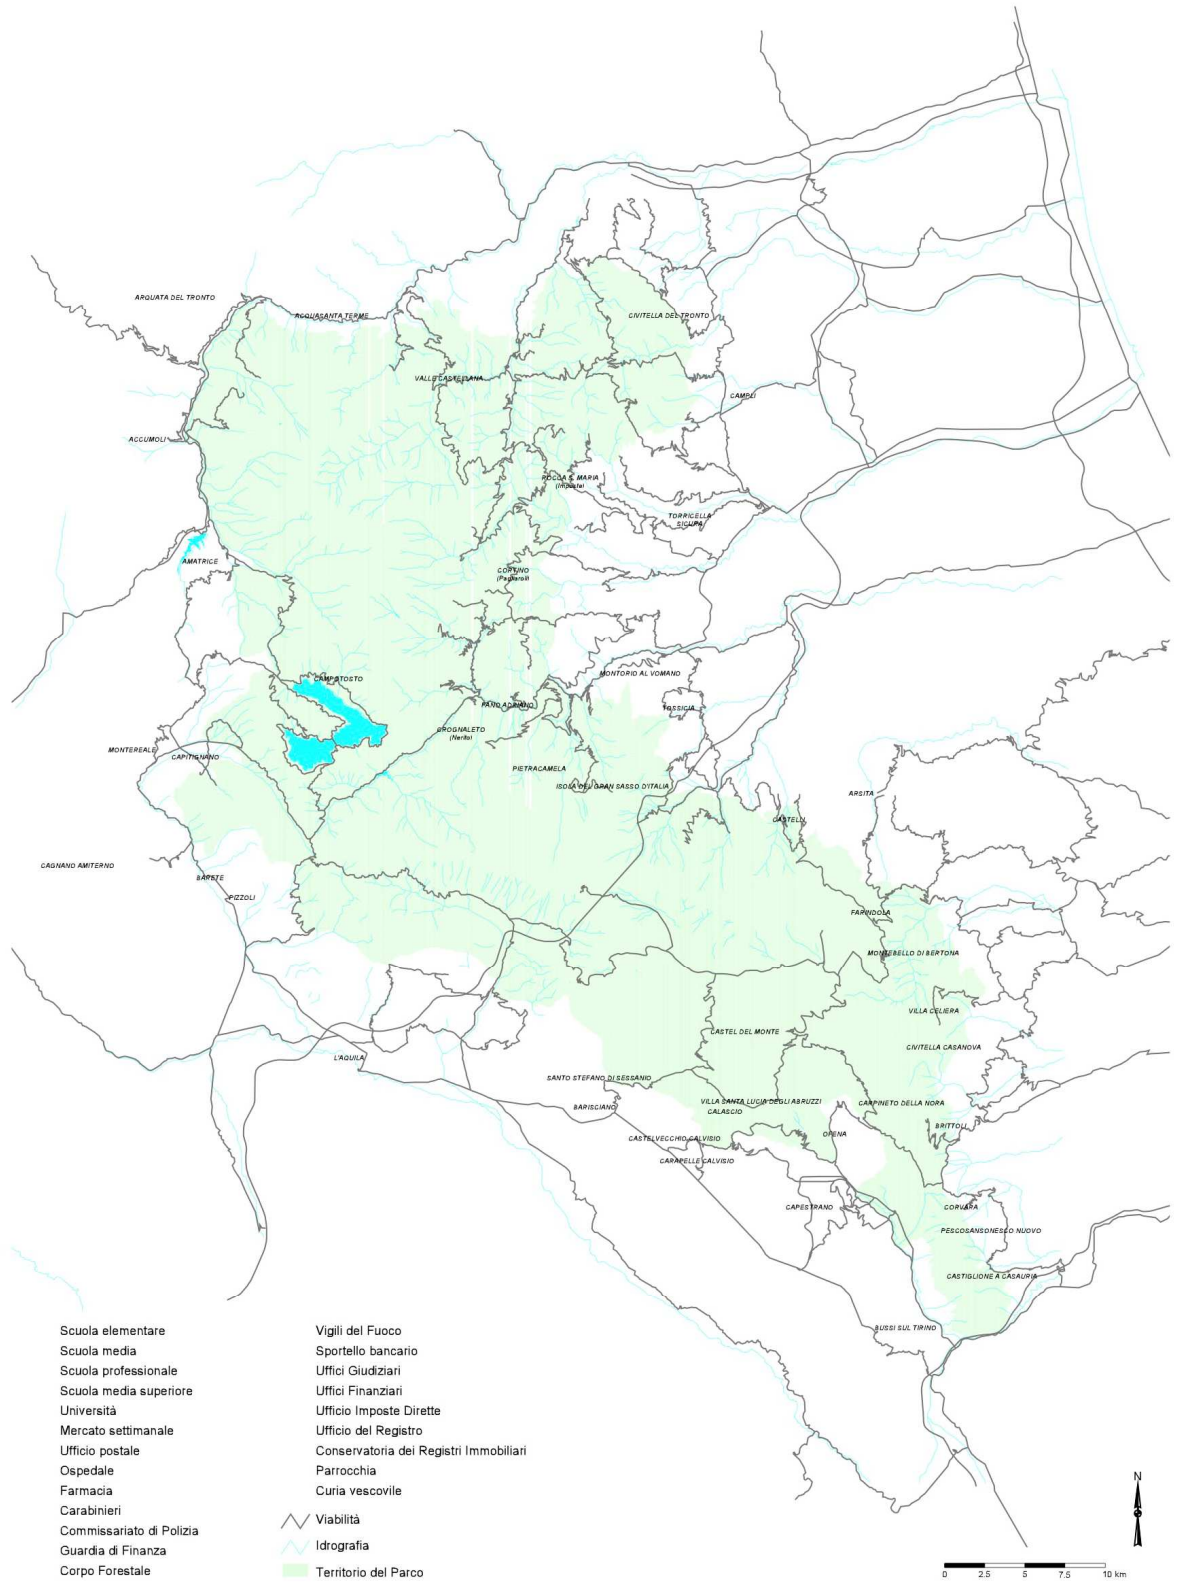 ARQUATA DEL TRONTO
ACQUASANTA TERME
CIVITELLA DEL TRONTO
VALLE CASTELLANA
CAMPLI
ACCUMOLI
ROCCA S. MARIA
(Imposte)
TORRICELLA
SICURA
AMATRICE
CORTINO
(Pagliaroli)
CAMPOTOSTO
MONTORIO AL VOMANO
FANO ADRIANO
TOSSICIA
CROGNALETO
(Nerito)
MONTEREALE
CAPITIGNANO
PIETRACAMELA
ISOLA DEL GRAN SASSO D'ITALIA
ARSITA
CASTELLI
CAGNANO AMITERNO
BARETE
PIZZOLI
FARINDOLA
MONTEBELLO DI BERTONA
VILLA CELIERA
CASTEL DEL MONTE
CIVITELLA CASANOVA
L'AQUILA
SANTO STEFANO DI SESSANIO
BARISCIANO
VILLA SANTA LUCIA DEGLI ABRUZZI
CALASCIO
CARPINETO DELLA NORA
BRITTOLI
OFENA
CASTELVECCHIO CALVISIO
CARAPELLE CALVISIO
CAPESTRANO
CORVARA
PESCOSANSONESCO NUOVO
CASTIGLIONE A CASAURIA
BUSSI SUL TIRINO
Scuola elementare
Scuola media
Scuola professionale
Scuola media superiore
Università
Mercato settimanale
Ufficio postale
Ospedale
Farmacia
Carabinieri
Commissariato di Polizia
Guardia di Finanza
Corpo Forestale
Vigili del Fuoco
Sportello bancario
Uffici Giudiziari
Uffici Finanziari
Ufficio Imposte Dirette
Ufficio del Registro
Conservatoria dei Registri Immobiliari
Parrocchia
Curia vescovile
Viabilità
Idrografia
Territorio del Parco
N
0 2.5 5 7.5 10 km